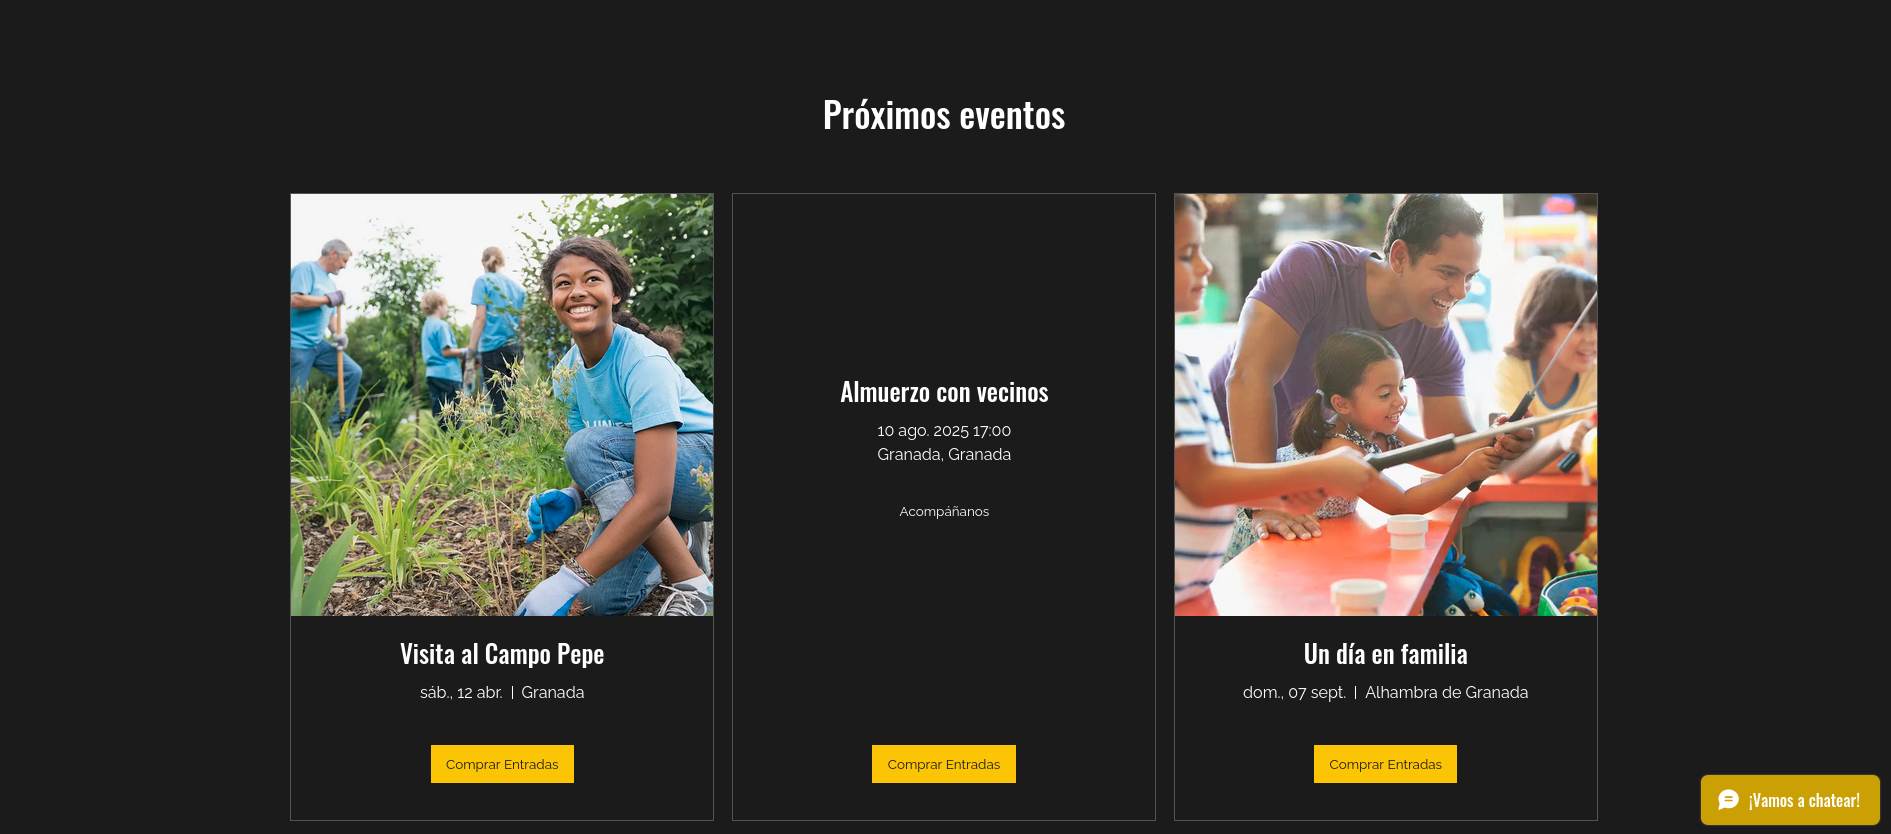 Próximos eventos
Visita al Campo Pepe
sáb., 12 abr. | Granada
Comprar Entradas
Almuerzo con vecinos
10 ago. 2025 17:00
Granada, Granada
Acompáñanos
Comprar Entradas
Un día en familia
dom., 07 sept. | Alhambra de Granada
Comprar Entradas
¡Vamos a chatear!